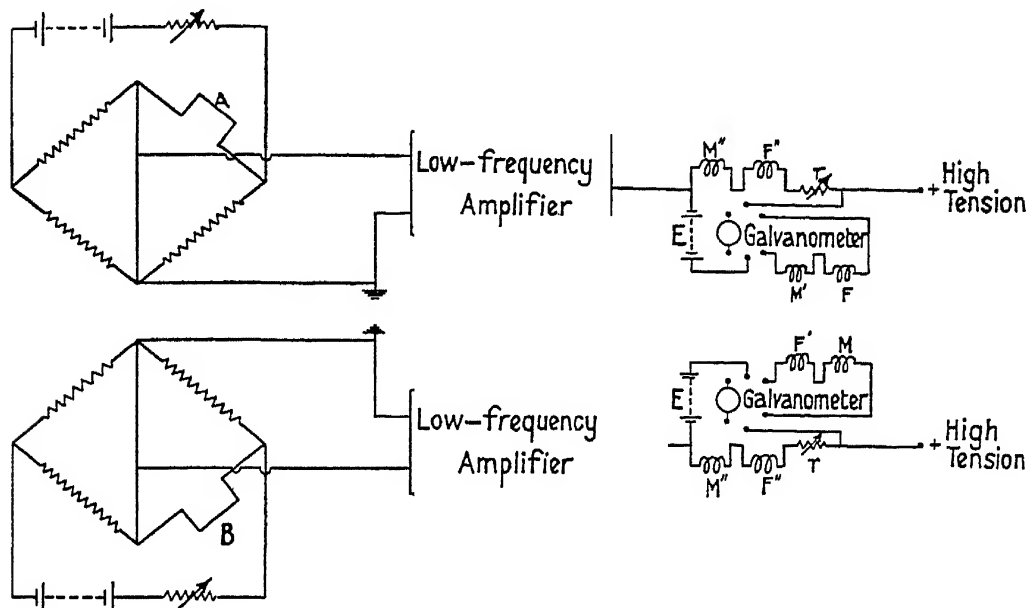 A
Low-frequency
Amplifier
M" F" r
+ High
Tension
E Galvanometer
M' F
F' M
E Galvanometer
Low-frequency
Amplifier
+ High
Tension
M" F" r
B